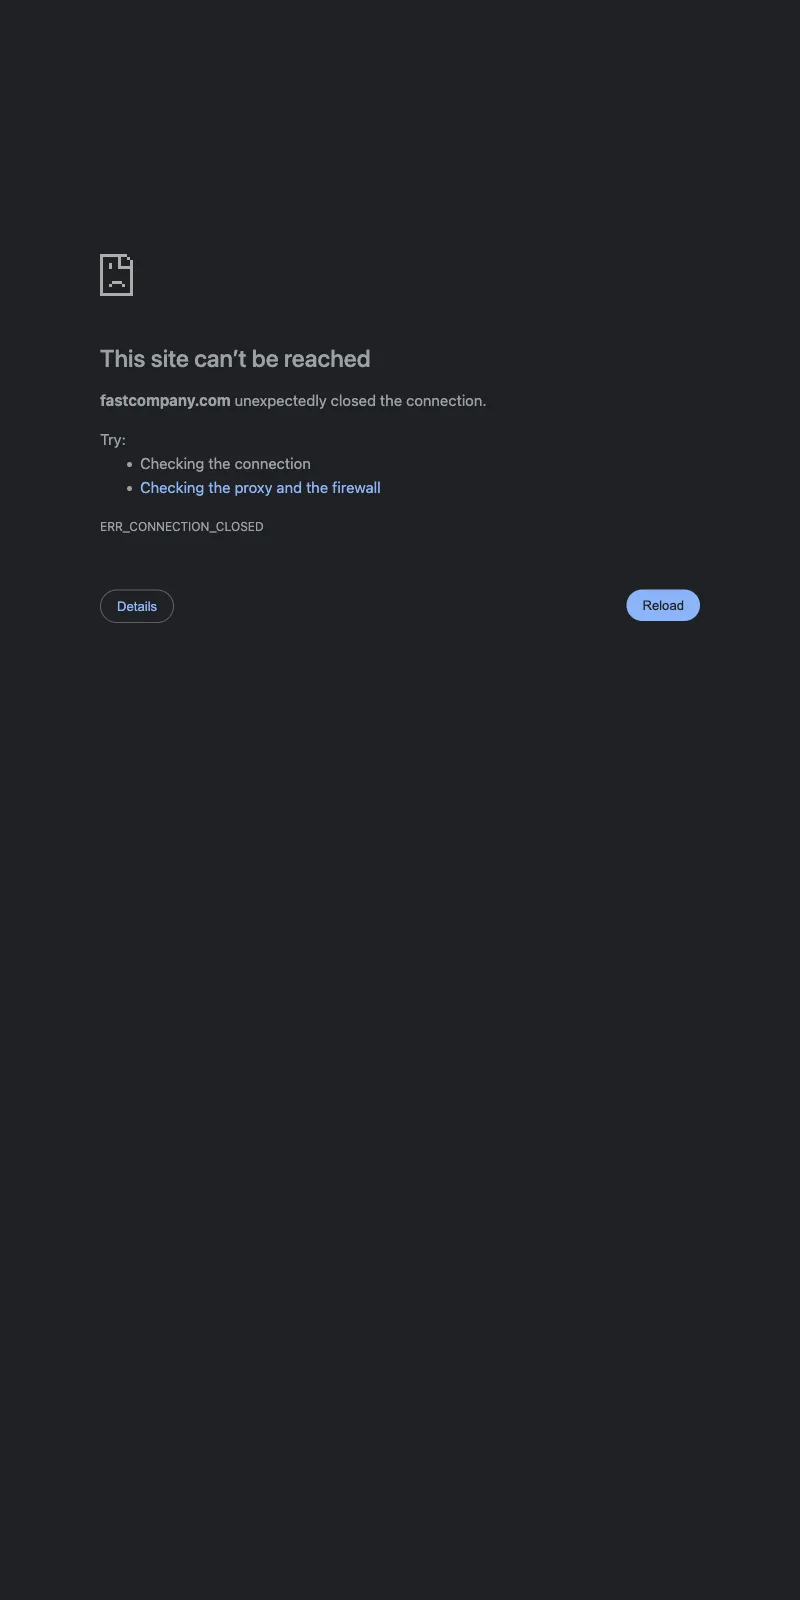 This site can’t be reached
fastcompany.com unexpectedly closed the connection.
Try:
• Checking the connection
• Checking the proxy and the firewall
ERR_CONNECTION_CLOSED
Details
Reload